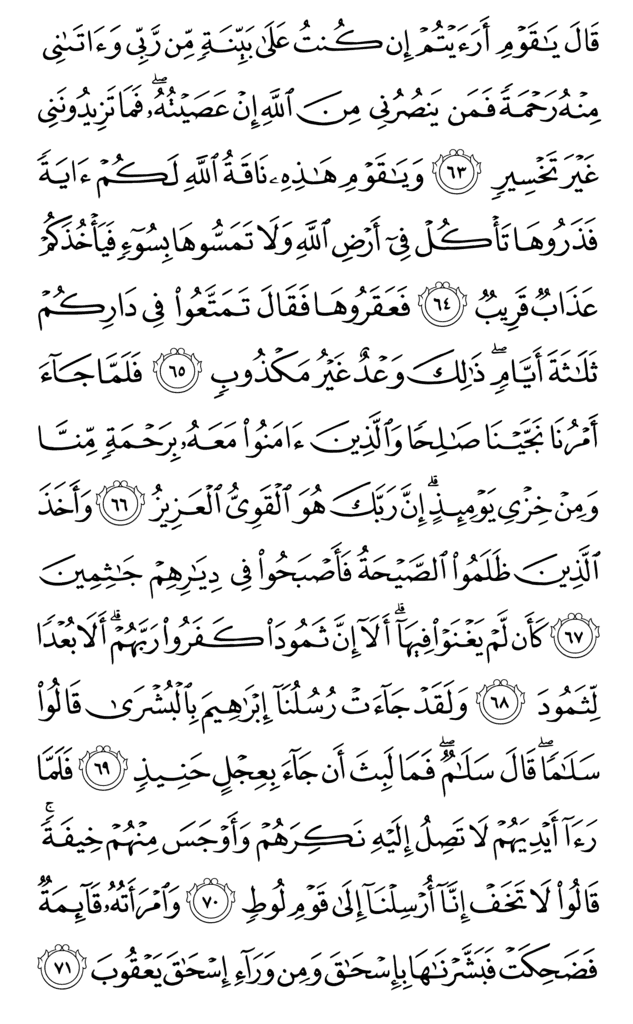 قَالَ يَٰقَوۡمِ أَرَءَيۡتُمۡ إِن كُنتُ عَلَىٰ بَيِّنَةٖ مِّن رَّبِّي وَءَاتَىٰنِي
مِنۡهُ رَحۡمَةٗ فَمَن يَنصُرُنِي مِنَ ٱللَّهِ إِنۡ عَصَيۡتُهُۥۖ فَمَا تَزِيدُونَنِي
غَيۡرَ تَخۡسِيرٖ ٦٣ وَيَٰقَوۡمِ هَٰذِهِۦ نَاقَةُ ٱللَّهِ لَكُمۡ ءَايَةٗ
فَذَرُوهَا تَأۡكُلۡ فِيٓ أَرۡضِ ٱللَّهِ وَلَا تَمَسُّوهَا بِسُوٓءٖ فَيَأۡخُذَكُمۡ
عَذَابٞ قَرِيبٞ ٦٤ فَعَقَرُوهَا فَقَالَ تَمَتَّعُواْ فِي دَارِكُمۡ
ثَلَٰثَةَ أَيَّامٖۖ ذَٰلِكَ وَعۡدٌ غَيۡرُ مَكۡذُوبٖ ٦٥ فَلَمَّا جَآءَ
أَمۡرُنَا نَجَّيۡنَا صَٰلِحٗا وَٱلَّذِينَ ءَامَنُواْ مَعَهُۥ بِرَحۡمَةٖ مِّنَّا
وَمِنۡ خِزۡيِ يَوۡمِئِذٍۚ إِنَّ رَبَّكَ هُوَ ٱلۡقَوِيُّ ٱلۡعَزِيزُ ٦٦ وَأَخَذَ
ٱلَّذِينَ ظَلَمُواْ ٱلصَّيۡحَةُ فَأَصۡبَحُواْ فِي دِيَٰرِهِمۡ جَٰثِمِينَ
٦٧ كَأَن لَّمۡ يَغۡنَوۡاْ فِيهَآۗ أَلَآ إِنَّ ثَمُودَاْ كَفَرُواْ رَبَّهُمۡۗ أَلَا بُعۡدٗا
لِّثَمُودَ ٦٨ وَلَقَدۡ جَآءَتۡ رُسُلُنَآ إِبۡرَٰهِيمَ بِٱلۡبُشۡرَىٰ قَالُواْ
سَلَٰمٗاۖ قَالَ سَلَٰمٞۖ فَمَا لَبِثَ أَن جَآءَ بِعِجۡلٍ حَنِيذٖ ٦٩ فَلَمَّا
رَءَآ أَيۡدِيَهُمۡ لَا تَصِلُ إِلَيۡهِ نَكِرَهُمۡ وَأَوۡجَسَ مِنۡهُمۡ خِيفَةٗۚ
قَالُواْ لَا تَخَفۡ إِنَّآ أُرۡسِلۡنَآ إِلَىٰ قَوۡمِ لُوطٖ ٧٠ وَٱمۡرَأَتُهُۥ قَآئِمَةٞ
فَضَحِكَتۡ فَبَشَّرۡنَٰهَا بِإِسۡحَٰقَ وَمِن وَرَآءِ إِسۡحَٰقَ يَعۡقُوبَ ٧١